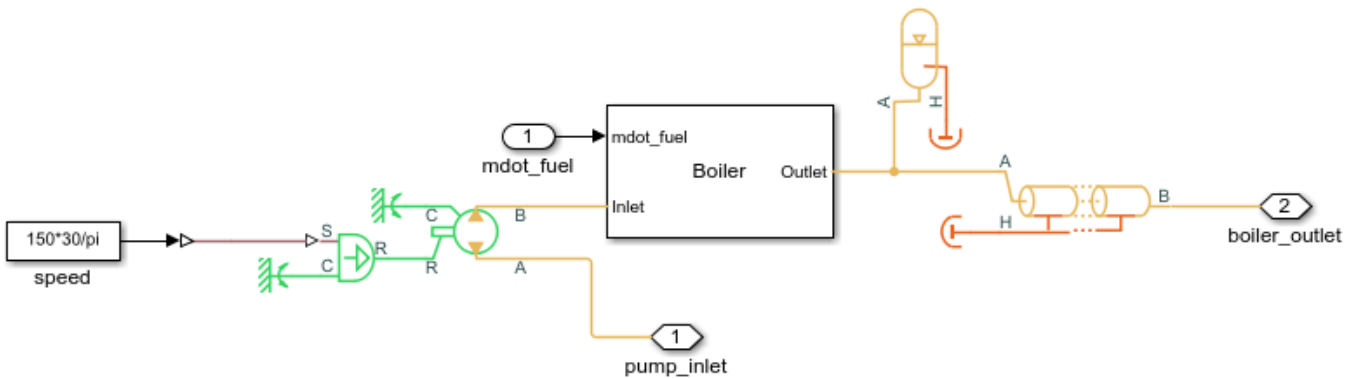 A
H
1
mdot_fuel
mdot_fuel
Boiler
Outlet
Inlet
A
B
H
2
boiler_outlet
C
B
150*30/pi
speed
S
R
C
R
A
1
pump_inlet